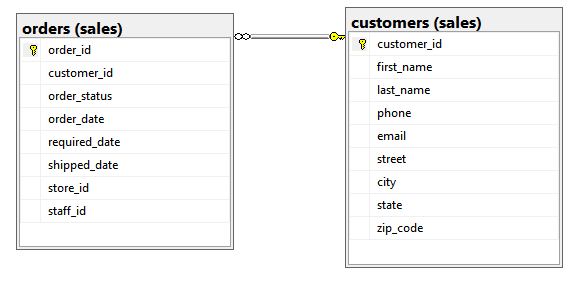 orders (sales)
order_id
customer_id
order_status
order_date
required_date
shipped_date
store_id
staff_id
customers (sales)
customer_id
first_name
last_name
phone
email
street
city
state
zip_code